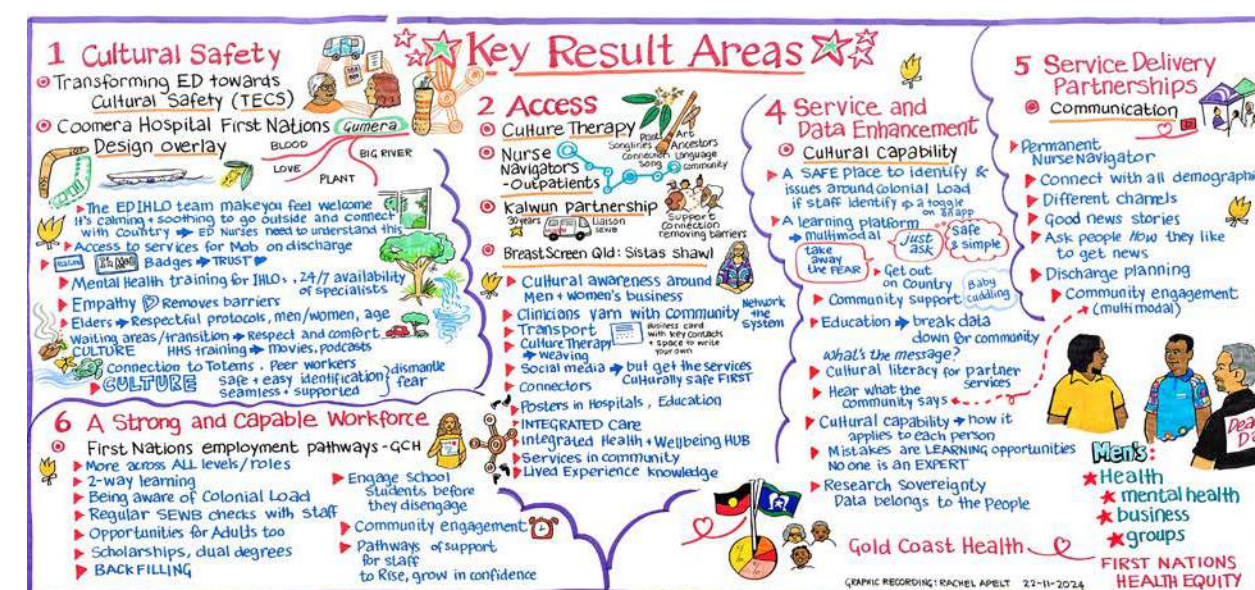 Key Result Areas
1 Cultural Safety
Transforming ED towards
Cultural Safety (TECS)
Coomera Hospital First Nations
Gumera
Design overlay
BLOOD
LOVE
PLANT
BIG RIVER
The EDIHLO team make you feel welcome
It's calming + soothing to go outside and connect
with Country → ED Nurses need to understand this
Access to services for Mob on discharge
Badges → TRUST
Mental Health training for IHLOs, 24/7 availability
of specialists
Empathy Removes barriers
Elders → Respectful protocols, men/women, age
Waiting areas/transition → Respect and comfort
CULTURE HHS training → movies, podcasts
Connection to Totems. Peer workers
CULTURE
safe + easy identification
seamless + supported
dismantle
fear
2 Access
Culture Therapy
Plant Art
Songlines Ancestors
Connection Language
Song Community
Nurse
Navigators
-Outpatients
Kalwun Partnership
30 years
Liaison
SEWB
Support
Connection
removing barriers
BreastScreen Qld: Sistas shawl
Cultural awareness around
Men + women's business
Clinicians yarn with Community
Network
the
System
Transport
Business card
with key contacts
+ space to write
your own
Culture Therapy
→ weaving
Social media → but get the services
Culturally safe FIRST
Connectors
Posters in Hospitals, Education
INTEGRATED Care
Integrated Health + Wellbeing HUB
Services in community
Lived Experience knowledge
4 Service and
Data Enhancement
Cultural Capability
A SAFE Place to identify &
issues around Colonial Load
if staff identify → a toggle
on an app
A learning platform
→ multimodal
take
away
the FEAR
Just
ask
Safe
& simple
Get out
on Country
Community support
Baby
cuddling
Education → break data
down for community
What's the message?
Cultural literacy for partner
services
Hear what the
community says
Cultural capability → how it
applies to each person
Mistakes are LEARNING opportunities
No one is an EXPERT
Research Sovereignty
Data belongs to the People
5 Service Delivery
Partnerships
Communication
Permanent
Nurse Navigator
Connect with all demographi
Different channels
Good news stories
Ask people HOW they like
to get news
Discharge planning
Community engagement
(multimodal)
Men's:
Health
mental health
business
groups
6 A Strong and Capable Workforce
First Nations employment pathways - GCH
More across ALL levels/roles
2-way learning
Being aware of Colonial Load
Regular SEWB checks with staff
Opportunities for Adults too
Scholarships, dual degrees
BACKFILLING
Engage school
students before
they disengage
Community engagement
Pathways of support
for staff
to Rise, grow in confidence
Gold Coast Health
FIRST NATIONS
HEALTH EQUITY
GRAPHIC RECORDING: RACHEL APELT 22-11-2024